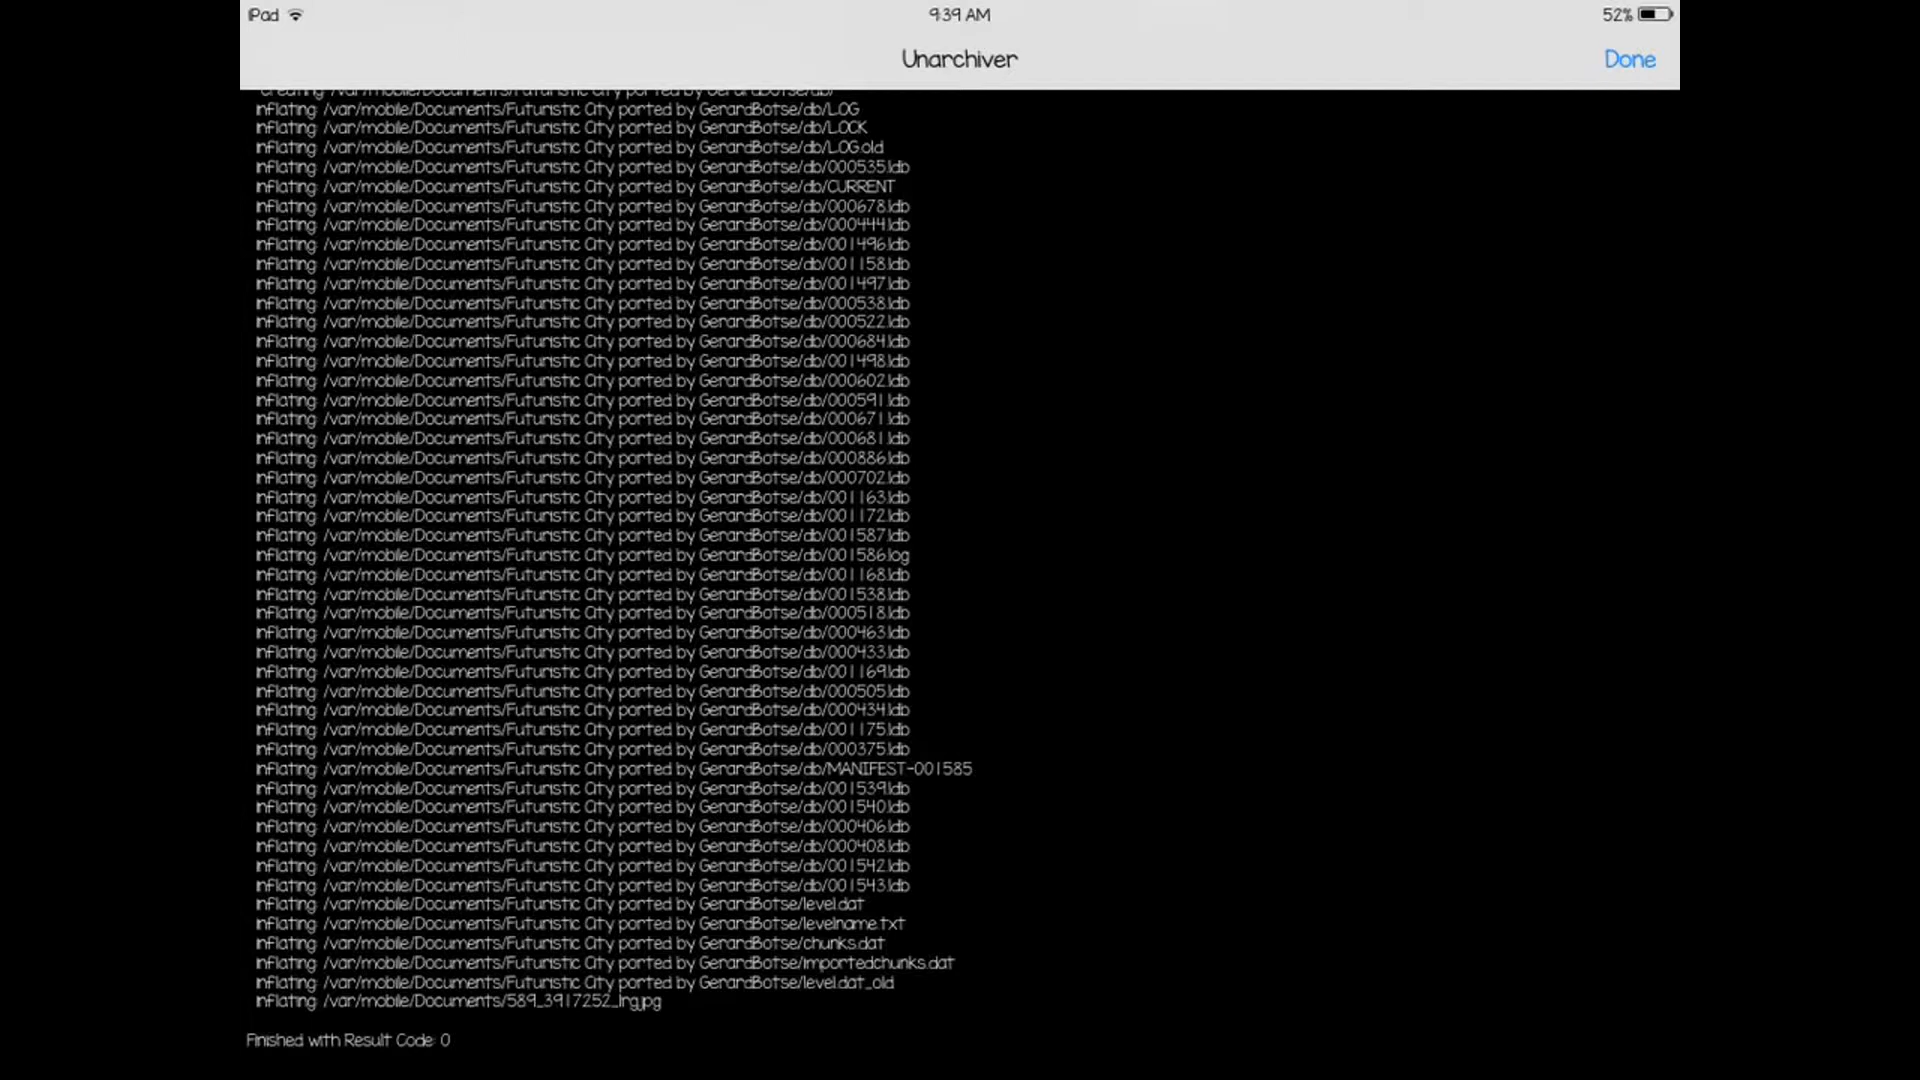 iPad
9:39 AM
52%
Unarchiver
Done
creating: /var/mobile/Documents/Futuristic City ported by GerardBotse/db/
inflating: /var/mobile/Documents/Futuristic City ported by GerardBotse/db/LOG
inflating: /var/mobile/Documents/Futuristic City ported by GerardBotse/db/LOCK
inflating: /var/mobile/Documents/Futuristic City ported by GerardBotse/db/LOG.old
inflating: /var/mobile/Documents/Futuristic City ported by GerardBotse/db/000535.ldb
inflating: /var/mobile/Documents/Futuristic City ported by GerardBotse/db/CURRENT
inflating: /var/mobile/Documents/Futuristic City ported by GerardBotse/db/000678.ldb
inflating: /var/mobile/Documents/Futuristic City ported by GerardBotse/db/000444.ldb
inflating: /var/mobile/Documents/Futuristic City ported by GerardBotse/db/001496.ldb
inflating: /var/mobile/Documents/Futuristic City ported by GerardBotse/db/001158.ldb
inflating: /var/mobile/Documents/Futuristic City ported by GerardBotse/db/001497.ldb
inflating: /var/mobile/Documents/Futuristic City ported by GerardBotse/db/000538.ldb
inflating: /var/mobile/Documents/Futuristic City ported by GerardBotse/db/000522.ldb
inflating: /var/mobile/Documents/Futuristic City ported by GerardBotse/db/000684.ldb
inflating: /var/mobile/Documents/Futuristic City ported by GerardBotse/db/001498.ldb
inflating: /var/mobile/Documents/Futuristic City ported by GerardBotse/db/000602.ldb
inflating: /var/mobile/Documents/Futuristic City ported by GerardBotse/db/000591.ldb
inflating: /var/mobile/Documents/Futuristic City ported by GerardBotse/db/000671.ldb
inflating: /var/mobile/Documents/Futuristic City ported by GerardBotse/db/000681.ldb
inflating: /var/mobile/Documents/Futuristic City ported by GerardBotse/db/000886.ldb
inflating: /var/mobile/Documents/Futuristic City ported by GerardBotse/db/000702.ldb
inflating: /var/mobile/Documents/Futuristic City ported by GerardBotse/db/001163.ldb
inflating: /var/mobile/Documents/Futuristic City ported by GerardBotse/db/001172.ldb
inflating: /var/mobile/Documents/Futuristic City ported by GerardBotse/db/001587.ldb
inflating: /var/mobile/Documents/Futuristic City ported by GerardBotse/db/001586.log
inflating: /var/mobile/Documents/Futuristic City ported by GerardBotse/db/001168.ldb
inflating: /var/mobile/Documents/Futuristic City ported by GerardBotse/db/001538.ldb
inflating: /var/mobile/Documents/Futuristic City ported by GerardBotse/db/000518.ldb
inflating: /var/mobile/Documents/Futuristic City ported by GerardBotse/db/000463.ldb
inflating: /var/mobile/Documents/Futuristic City ported by GerardBotse/db/000433.ldb
inflating: /var/mobile/Documents/Futuristic City ported by GerardBotse/db/001169.ldb
inflating: /var/mobile/Documents/Futuristic City ported by GerardBotse/db/000505.ldb
inflating: /var/mobile/Documents/Futuristic City ported by GerardBotse/db/000434.ldb
inflating: /var/mobile/Documents/Futuristic City ported by GerardBotse/db/001175.ldb
inflating: /var/mobile/Documents/Futuristic City ported by GerardBotse/db/000375.ldb
inflating: /var/mobile/Documents/Futuristic City ported by GerardBotse/db/MANIFEST-001585
inflating: /var/mobile/Documents/Futuristic City ported by GerardBotse/db/001539.ldb
inflating: /var/mobile/Documents/Futuristic City ported by GerardBotse/db/001540.ldb
inflating: /var/mobile/Documents/Futuristic City ported by GerardBotse/db/000406.ldb
inflating: /var/mobile/Documents/Futuristic City ported by GerardBotse/db/000408.ldb
inflating: /var/mobile/Documents/Futuristic City ported by GerardBotse/db/001542.ldb
inflating: /var/mobile/Documents/Futuristic City ported by GerardBotse/db/001543.ldb
inflating: /var/mobile/Documents/Futuristic City ported by GerardBotse/level.dat
inflating: /var/mobile/Documents/Futuristic City ported by GerardBotse/levelname.txt
inflating: /var/mobile/Documents/Futuristic City ported by GerardBotse/chunks.dat
inflating: /var/mobile/Documents/Futuristic City ported by GerardBotse/importedchunks.dat
inflating: /var/mobile/Documents/Futuristic City ported by GerardBotse/level.dat_old
inflating: /var/mobile/Documents/589_3917252_lrg.jpg
Finished with Result Code: 0